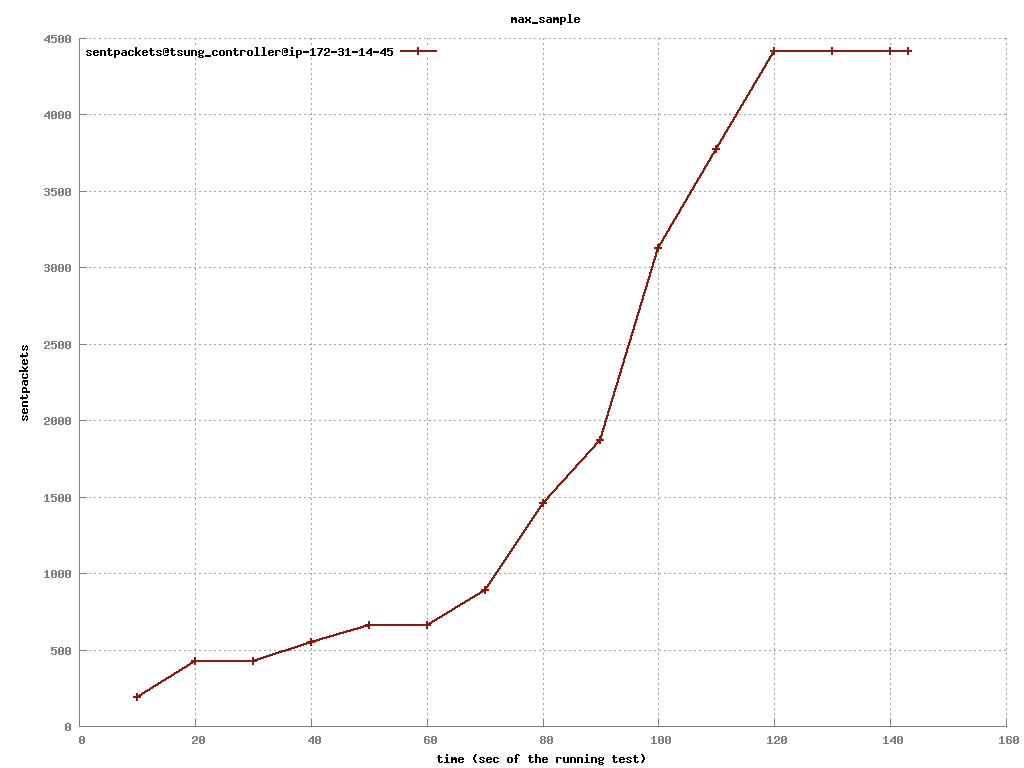 max_sample
sentpackets@tsung_controller@ip-172-31-14-45
4500
4000
3500
3000
2500
2000
1500
1000
500
0
sentpackets
0 20 40 60 80 100 120 140 160
time (sec of the running test)